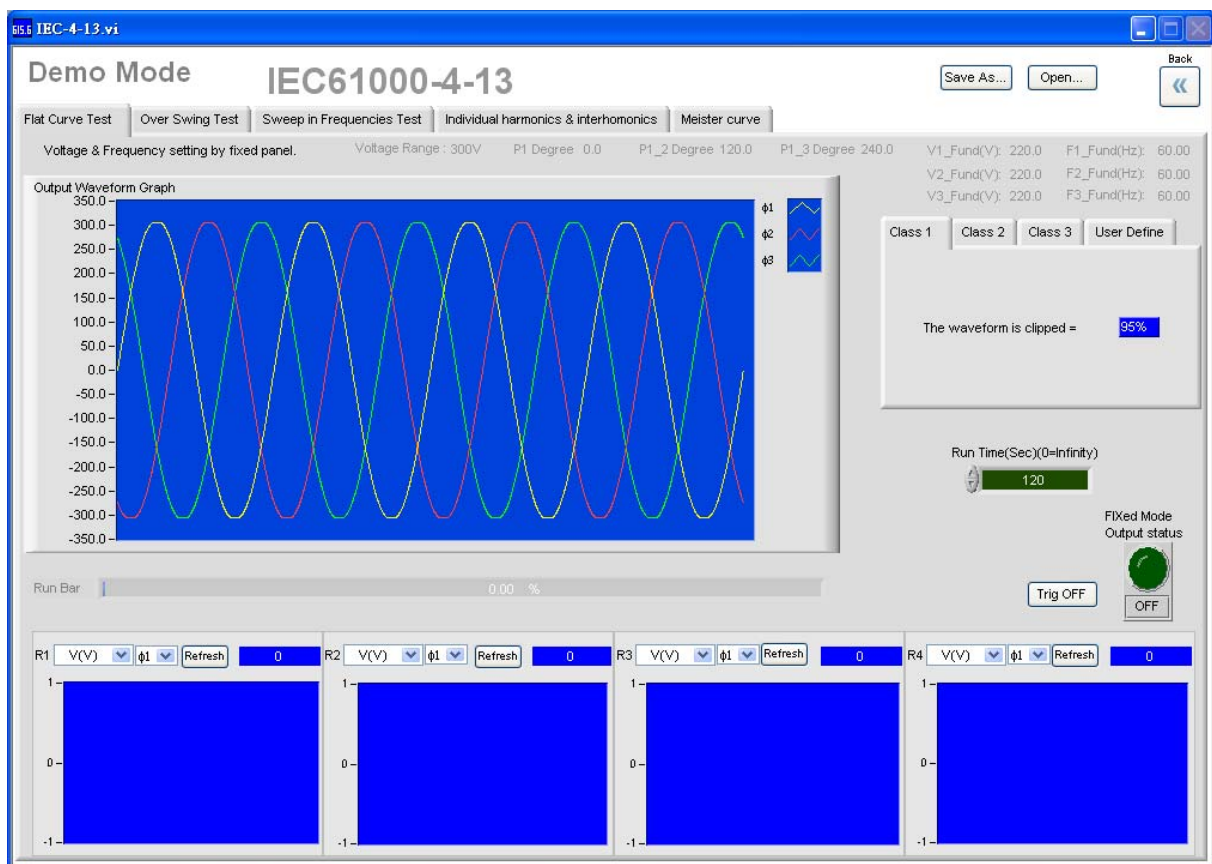 615.6 IEC-4-13.vi
Demo Mode
IEC61000-4-13
Save As...
Open...
Back
Flat Curve Test
Over Swing Test
Sweep in Frequencies Test
Individual harmonics & interhomonics
Meister curve
Voltage & Frequency setting by fixed panel.
Voltage Range : 300V
P1 Degree 0.0
P1_2 Degree 120.0
P1_3 Degree 240.0
V1_Fund(V): 220.0 F1_Fund(Hz): 60.00
V2_Fund(V): 220.0 F2_Fund(Hz): 60.00
V3_Fund(V): 220.0 F3_Fund(Hz): 60.00
Output Waveform Graph
350.0
300.0
250.0
200.0
150.0
100.0
50.0
0.0
-50.0
-100.0
-150.0
-200.0
-250.0
-300.0
-350.0
ϕ1
ϕ2
ϕ3
Class 1
Class 2
Class 3
User Define
The waveform is clipped = 95%
Run Time(Sec)(0=Infinity)
120
FIXed Mode
Output status
OFF
Trig OFF
Run Bar
0.00 %
R1 V(V) ϕ1 Refresh 0
1
0
-1
R2 V(V) ϕ1 Refresh 0
1
0
-1
R3 V(V) ϕ1 Refresh 0
1
0
-1
R4 V(V) ϕ1 Refresh 0
1
0
-1